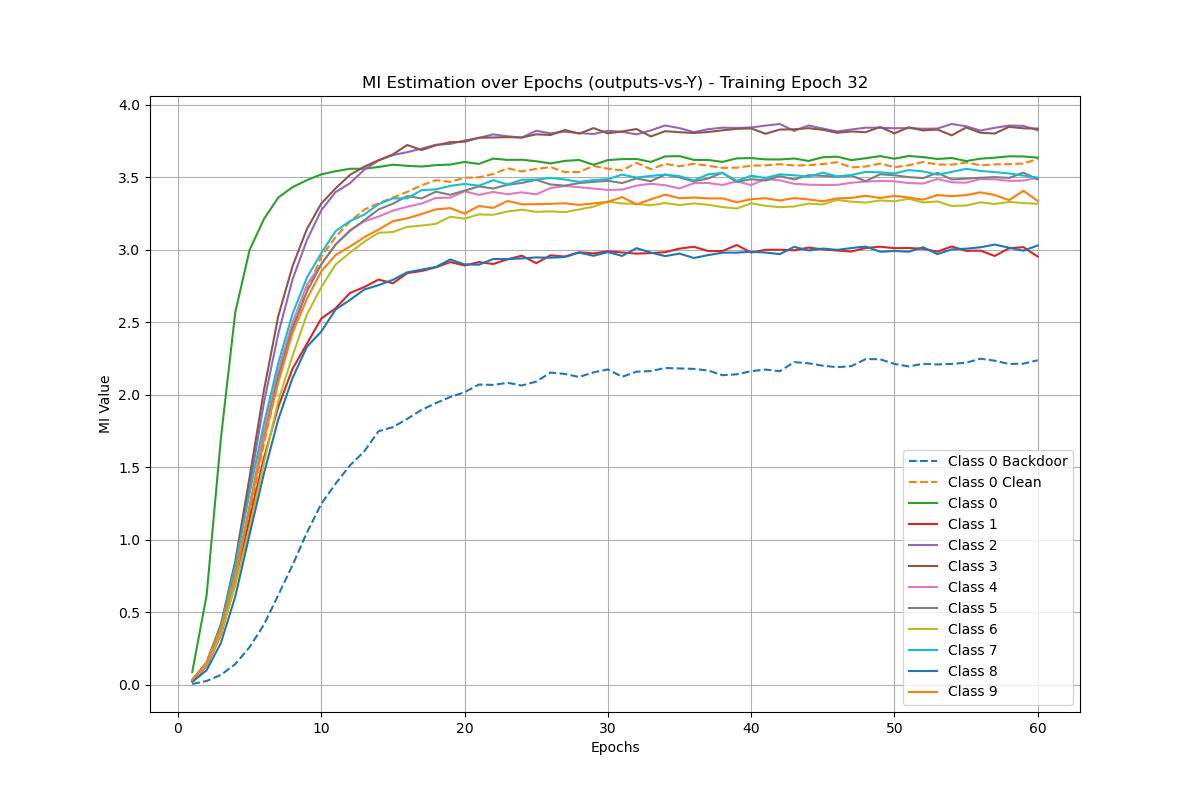 MI Estimation over Epochs (outputs-vs-Y) - Training Epoch 32
MI Value
4.0
3.5
3.0
2.5
2.0
1.5
1.0
0.5
0.0
0 10 20 30 40 50 60
Epochs
Class 0 Backdoor
Class 0 Clean
Class 0
Class 1
Class 2
Class 3
Class 4
Class 5
Class 6
Class 7
Class 8
Class 9